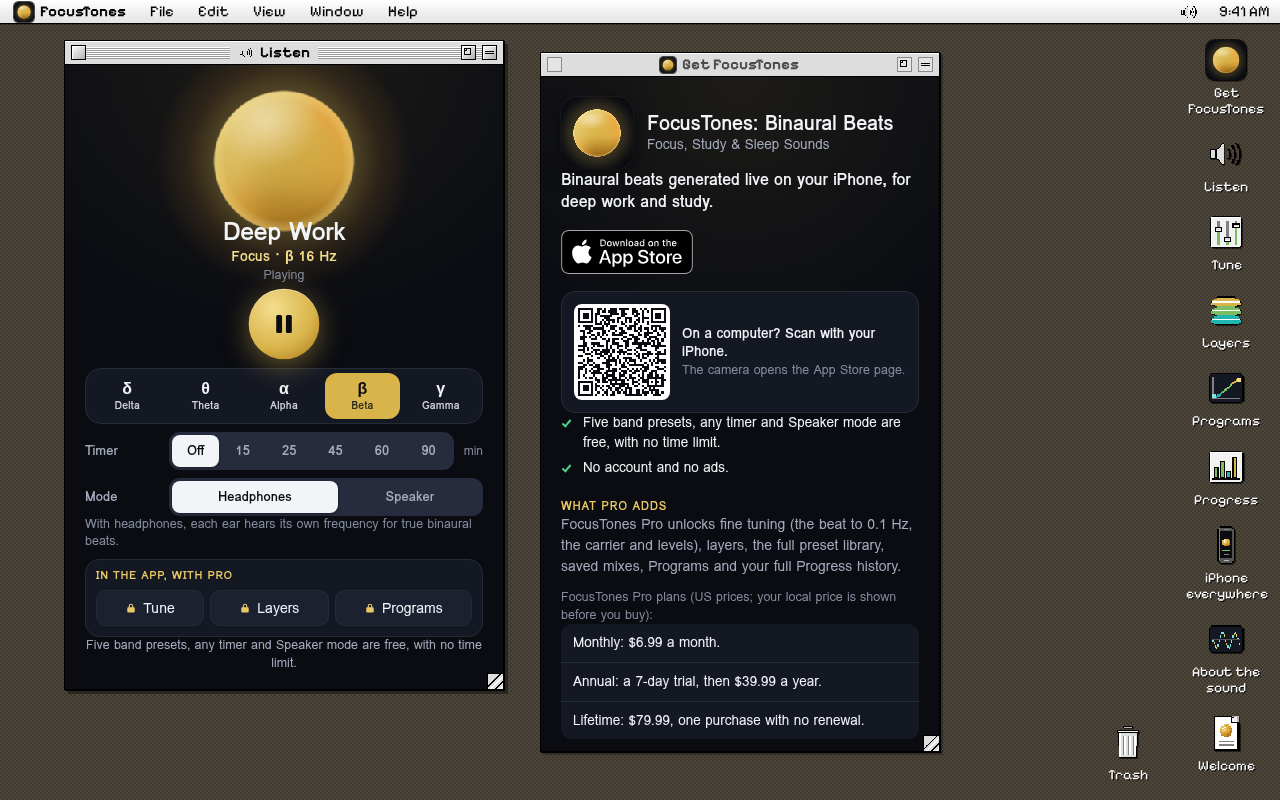 FocusTones File Edit View Window Help 9:41 AM
Listen
Deep Work
Focus · β 16 Hz
Playing
δ θ α β γ
Delta Theta Alpha Beta Gamma
Timer Off 15 25 45 60 90 min
Mode Headphones Speaker
With headphones, each ear hears its own frequency for true binaural
beats.
IN THE APP, WITH PRO
Tune Layers Programs
Five band presets, any timer and Speaker mode are free, with no time
limit.
Get FocusTones
FocusTones: Binaural Beats
Focus, Study & Sleep Sounds
Binaural beats generated live on your iPhone, for
deep work and study.
Download on the
App Store
On a computer? Scan with your
iPhone.
The camera opens the App Store page.
Five band presets, any timer and Speaker mode are
free, with no time limit.
No account and no ads.
WHAT PRO ADDS
FocusTones Pro unlocks fine tuning (the beat to 0.1 Hz,
the carrier and levels), layers, the full preset library,
saved mixes, Programs and your full Progress history.
FocusTones Pro plans (US prices; your local price is shown
before you buy):
Monthly: $6.99 a month.
Annual: a 7-day trial, then $39.99 a year.
Lifetime: $79.99, one purchase with no renewal.
Get
FocusTones
Listen
Tune
Layers
Programs
Progress
iPhone
everywhere
About the
sound
Welcome
Trash